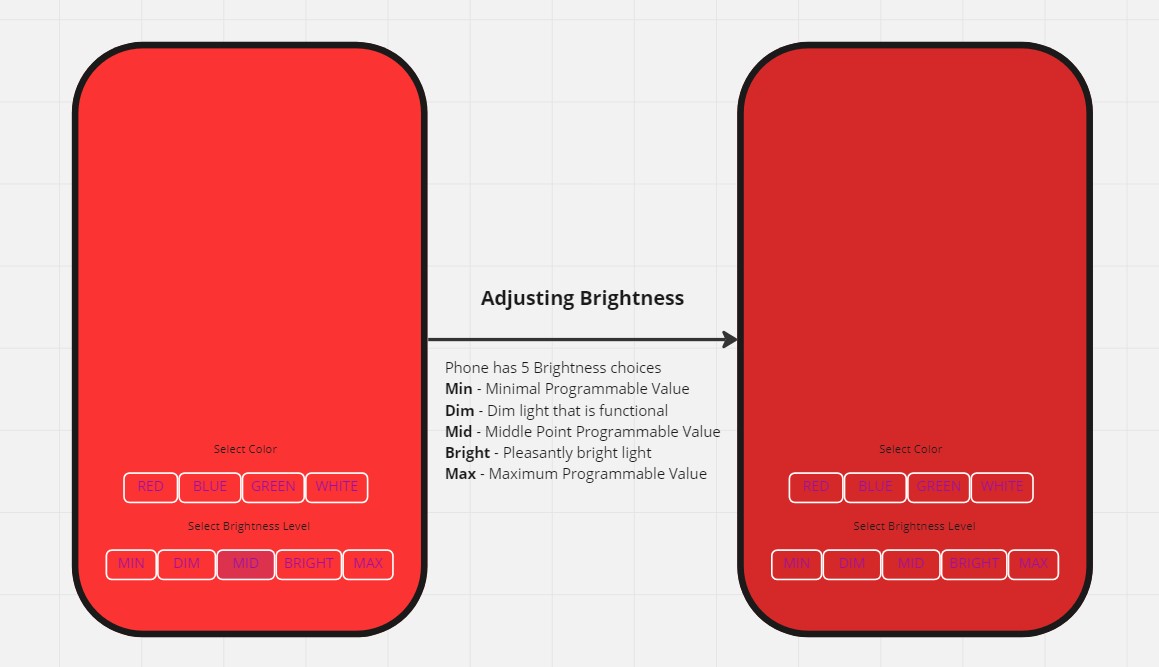 Select Color
RED BLUE GREEN WHITE
Select Brightness Level
MIN DIM MID BRIGHT MAX
Adjusting Brightness
Phone has 5 Brightness choices
Min - Minimal Programmable Value
Dim - Dim light that is functional
Mid - Middle Point Programmable Value
Bright - Pleasantly bright light
Max - Maximum Programmable Value
Select Color
RED BLUE GREEN WHITE
Select Brightness Level
MIN DIM MID BRIGHT MAX